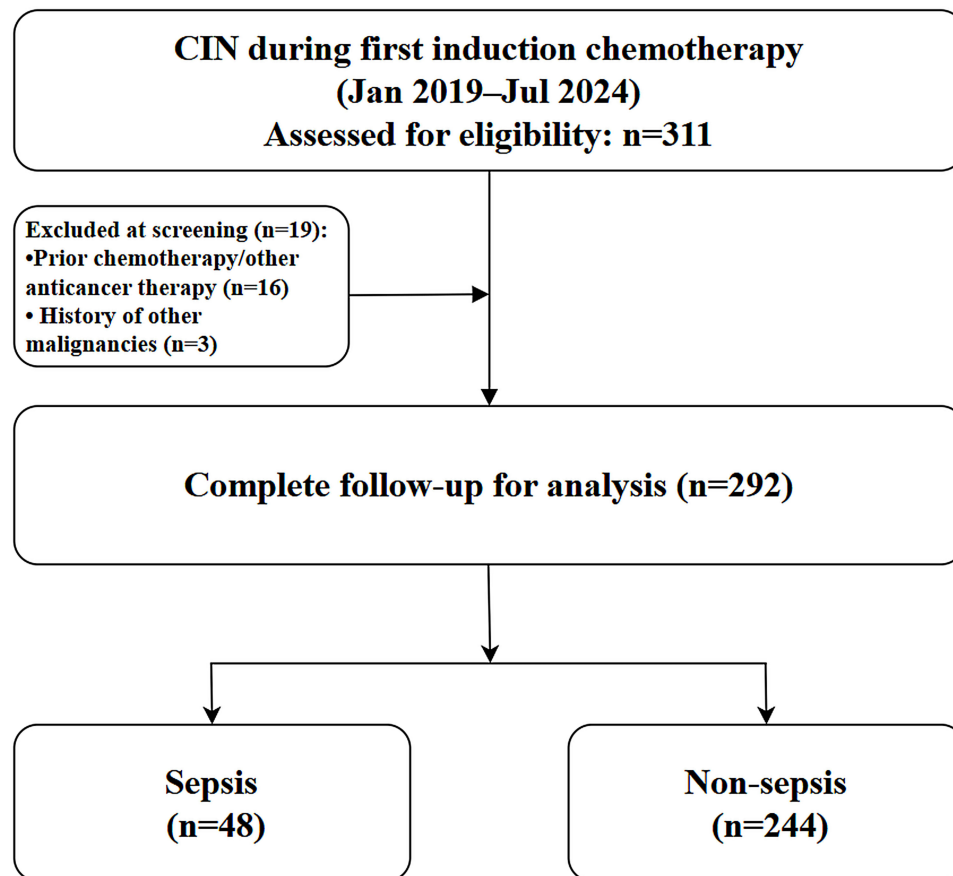 CIN during first induction chemotherapy
(Jan 2019–Jul 2024)
Assessed for eligibility: n=311
Excluded at screening (n=19):
•Prior chemotherapy/other
anticancer therapy (n=16)
• History of other
malignancies (n=3)
Complete follow-up for analysis (n=292)
Sepsis
(n=48)
Non-sepsis
(n=244)